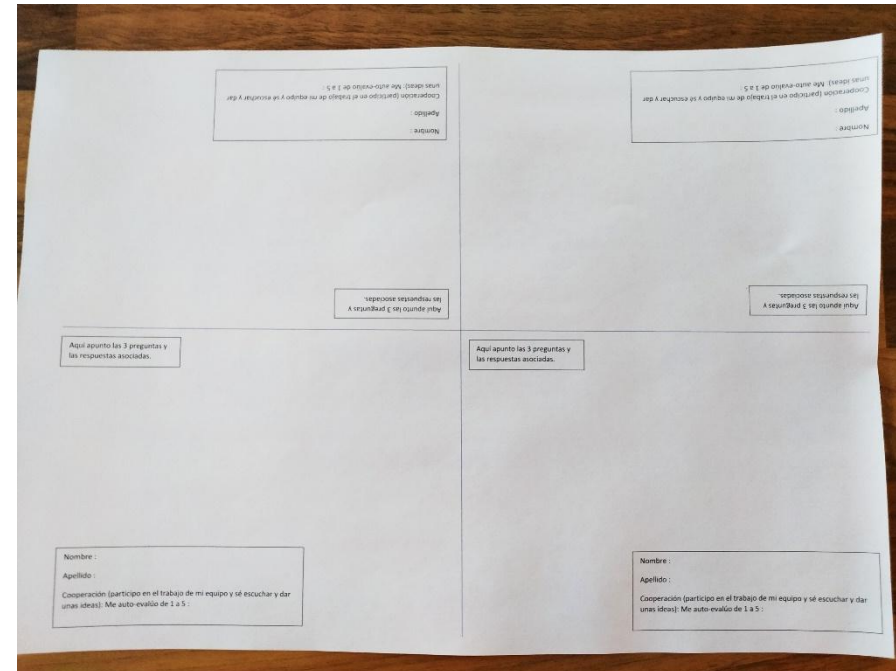 Nombre :
Apellido :
Cooperación (participo en el trabajo de mi equipo y sé escuchar y dar
unas ideas): Me auto-evalúo de 1 a 5 :
Aquí apunto las 3 preguntas y
las respuestas asociadas.
Nombre :
Apellido :
Cooperación (participo en el trabajo de mi equipo y sé escuchar y dar
unas ideas): Me auto-evalúo de 1 a 5 :
Aquí apunto las 3 preguntas y
las respuestas asociadas.
Aquí apunto las 3 preguntas y
las respuestas asociadas.
Nombre :
Apellido :
Cooperación (participo en el trabajo de mi equipo y sé escuchar y dar
unas ideas): Me auto-evalúo de 1 a 5 :
Aquí apunto las 3 preguntas y
las respuestas asociadas.
Nombre :
Apellido :
Cooperación (participo en el trabajo de mi equipo y sé escuchar y dar
unas ideas): Me auto-evalúo de 1 a 5 :